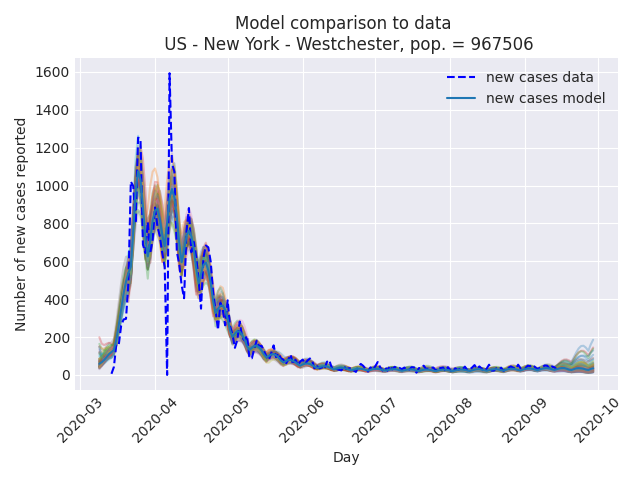 Model comparison to data
US - New York - Westchester, pop. = 967506
new cases data
new cases model
Number of new cases reported
1600
1400
1200
1000
800
600
400
200
0
2020-03
2020-04
2020-05
2020-06
2020-07
2020-08
2020-09
2020-10
Day